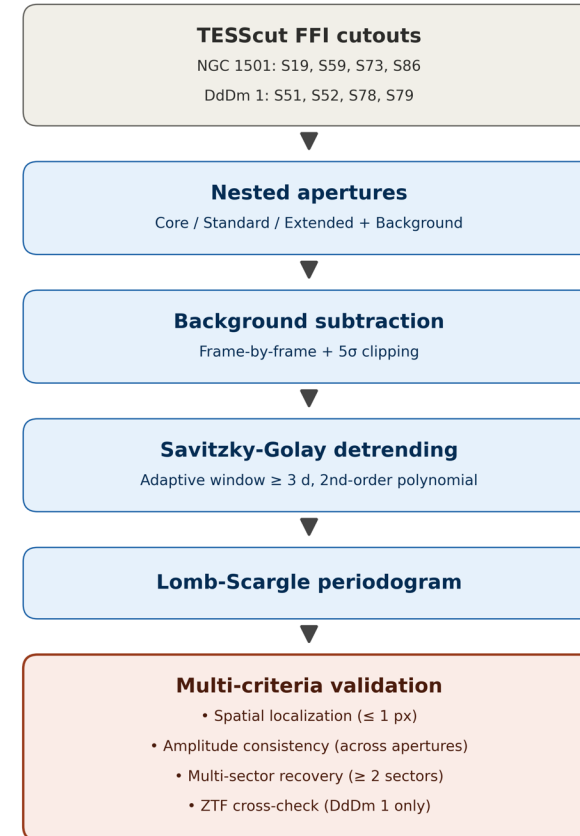 TESScut FFI cutouts
NGC 1501: S19, S59, S73, S86
DdDm 1: S51, S52, S78, S79
Nested apertures
Core / Standard / Extended + Background
Background subtraction
Frame-by-frame + 5σ clipping
Savitzky-Golay detrending
Adaptive window ≥ 3 d, 2nd-order polynomial
Lomb-Scargle periodogram
Multi-criteria validation
• Spatial localization (≤ 1 px)
• Amplitude consistency (across apertures)
• Multi-sector recovery (≥ 2 sectors)
• ZTF cross-check (DdDm 1 only)